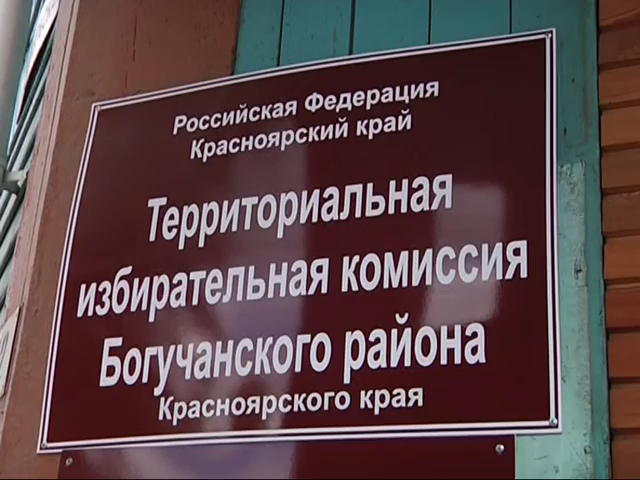 Российская Федерация
Красноярский край
Территориальная
избирательная комиссия
Богучанского района
Красноярского края